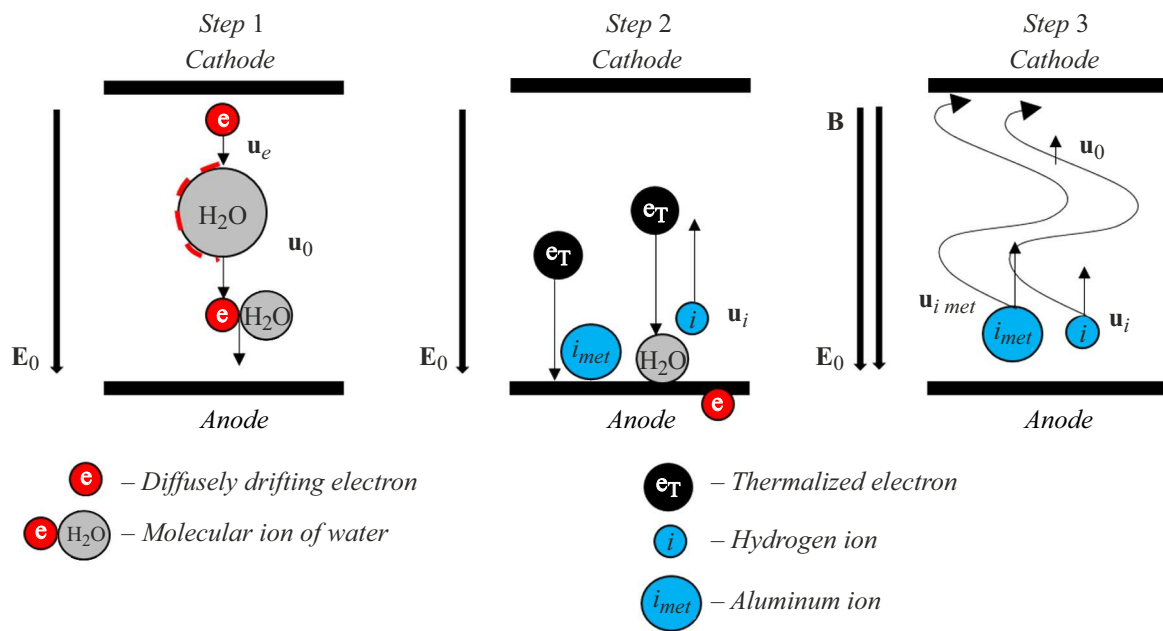 Step 1
Cathode
e
u_e
H₂O
u₀
e H₂O
E₀
Anode
Step 2
Cathode
e_T
e_T
i
u_i
i_met
H₂O
E₀
e
Anode
Step 3
Cathode
B
u₀
u_i met
u_i
i_met
i
E₀
Anode
e – Diffusely drifting electron
e H₂O – Molecular ion of water
e_T – Thermalized electron
i – Hydrogen ion
i_met – Aluminum ion